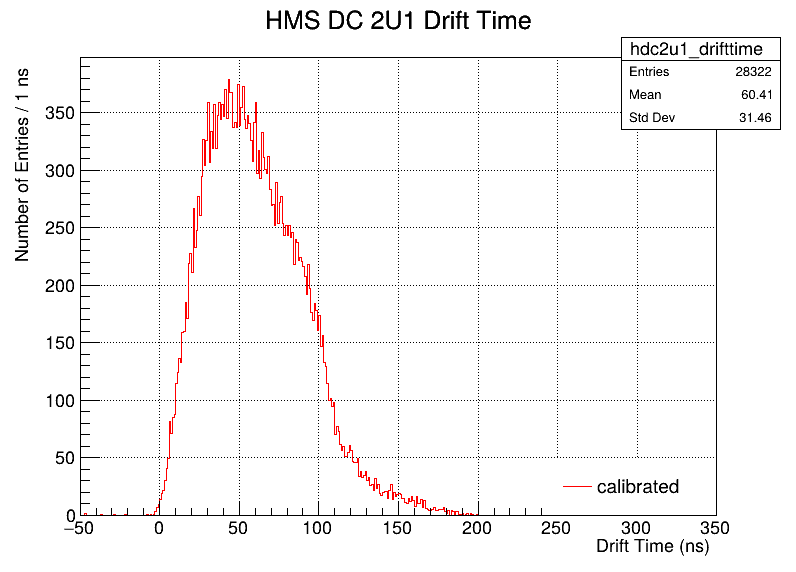 HMS DC 2U1 Drift Time
hdc2u1_drifttime
Entries 28322
Mean 60.41
Std Dev 31.46
Number of Entries / 1 ns
350
300
250
200
150
100
50
0
calibrated
−50 0 50 100 150 200 250 300 350
Drift Time (ns)